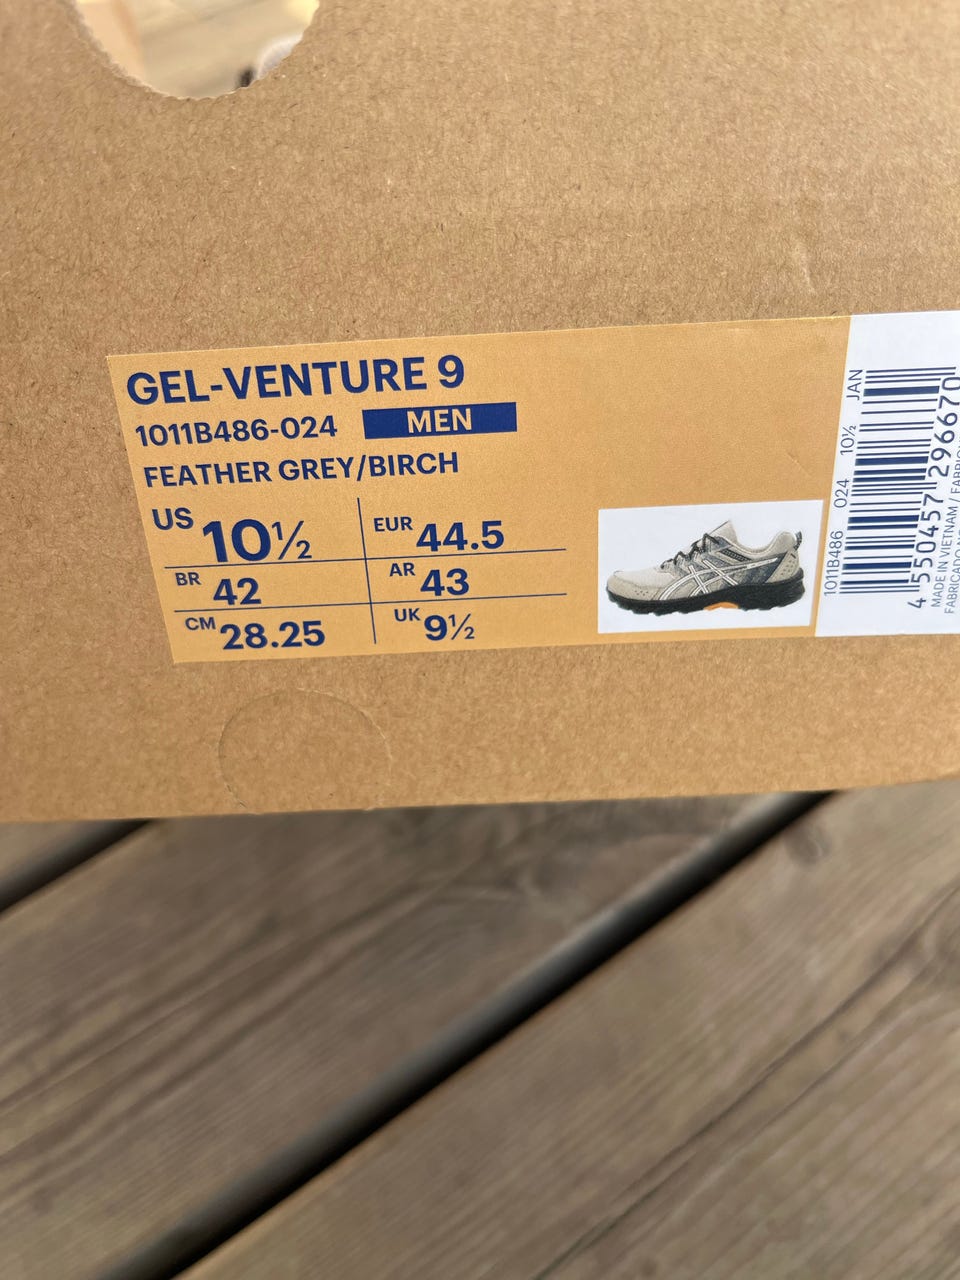 GEL-VENTURE 9
1011B486-024 MEN
FEATHER GREY/BIRCH
US 10½ EUR 44.5
BR 42 AR 43
CM 28.25 UK 9½
1011B486 024 10½ JAN
4 550457 296670
MADE IN VIETNAM /
FABRICADO